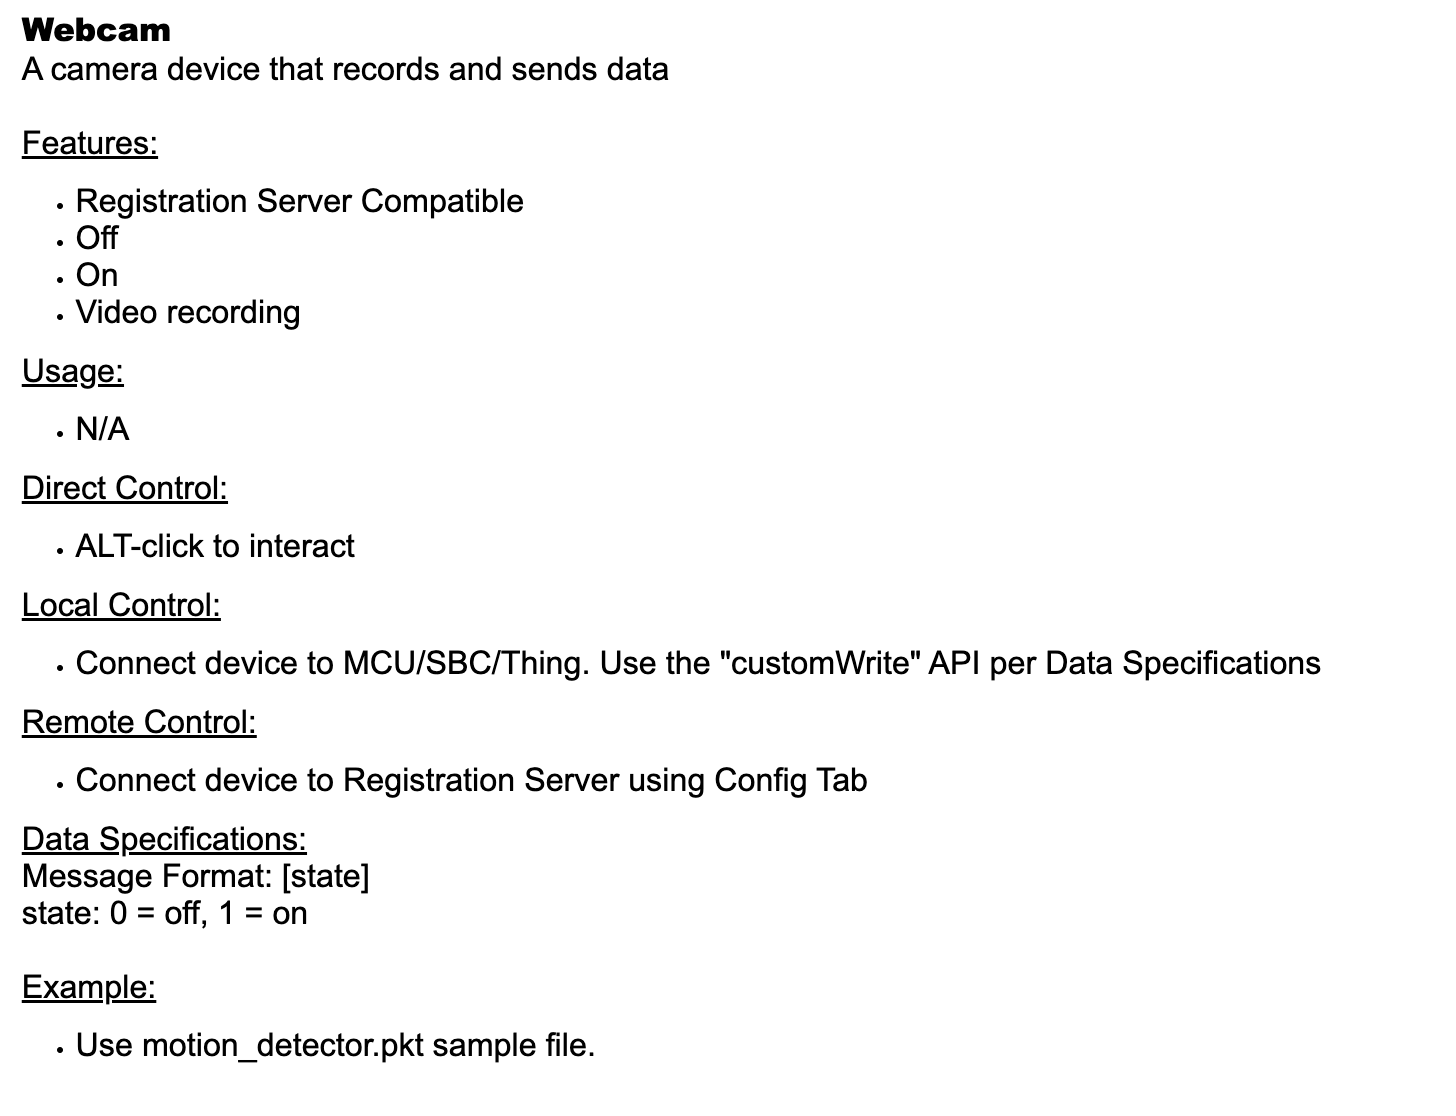 Webcam
A camera device that records and sends data
Features:
• Registration Server Compatible
• Off
• On
• Video recording
Usage:
• N/A
Direct Control:
• ALT-click to interact
Local Control:
• Connect device to MCU/SBC/Thing. Use the "customWrite" API per Data Specifications
Remote Control:
• Connect device to Registration Server using Config Tab
Data Specifications:
Message Format: [state]
state: 0 = off, 1 = on
Example:
• Use motion_detector.pkt sample file.